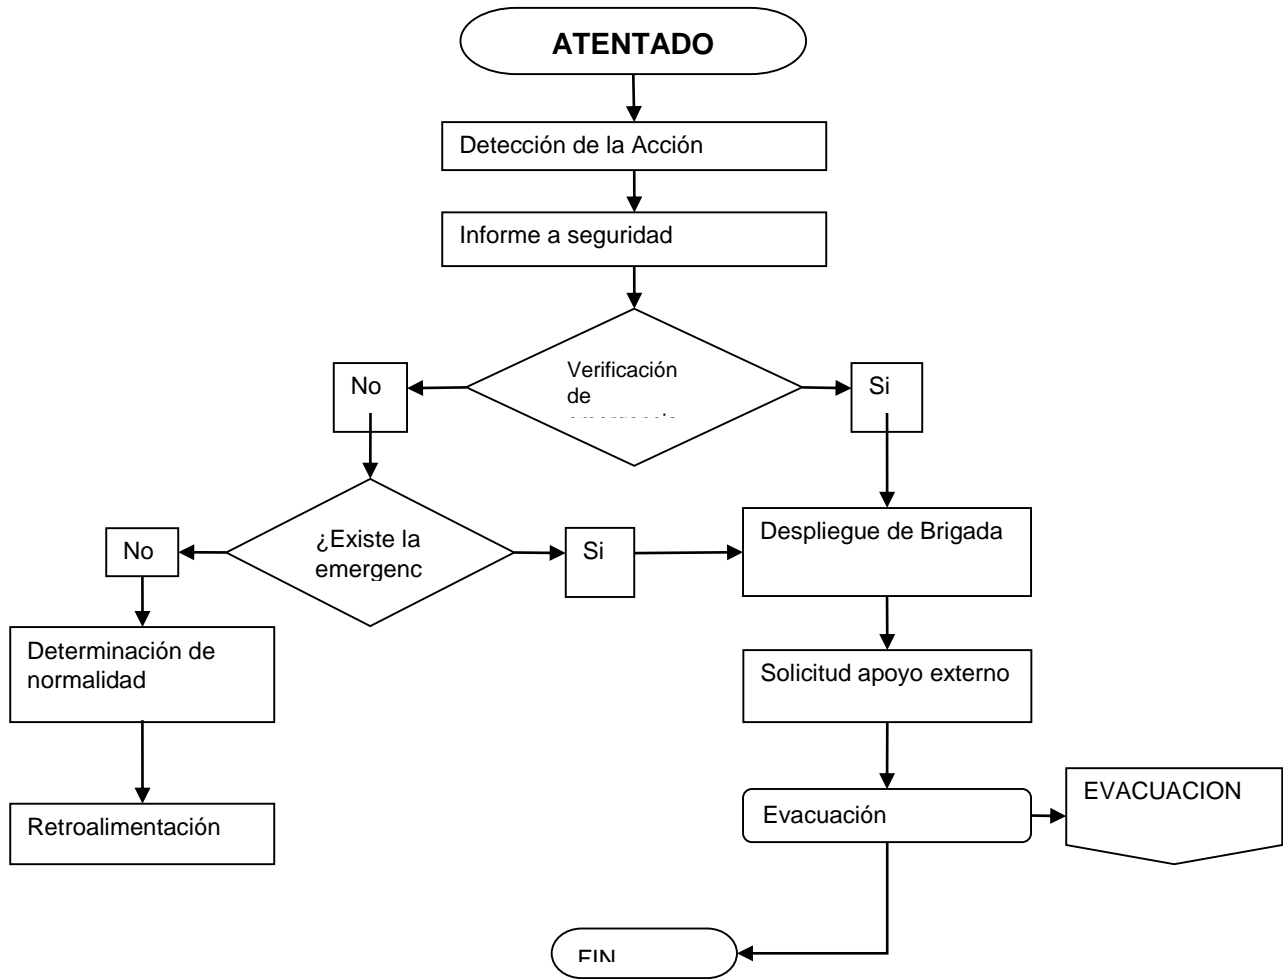 ATENTADO
Detección de la Acción
Informe a seguridad
Verificación
de
No
Si
¿Existe la
emergenc
No
Si
Despliegue de Brigada
Determinación de
normalidad
Solicitud apoyo externo
Retroalimentación
Evacuación
EVACUACION
FIN